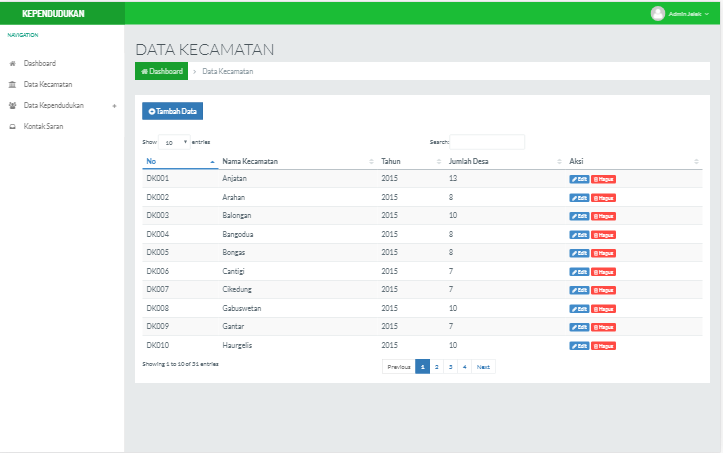 KEPENDUDUKAN
Admin Jelek
NAVIGATION
Dashboard
Data Kecamatan
Data Kependudukan +
Kontak Saran
DATA KECAMATAN
Dashboard > Data Kecamatan
Tambah Data
Show 10 entries Search:
No Nama Kecamatan Tahun Jumlah Desa Aksi
DK001 Anjatan 2015 13 Edit Hapus
DK002 Arahan 2015 8 Edit Hapus
DK003 Balongan 2015 10 Edit Hapus
DK004 Bangodua 2015 8 Edit Hapus
DK005 Bongas 2015 8 Edit Hapus
DK006 Cantigi 2015 7 Edit Hapus
DK007 Cikedung 2015 7 Edit Hapus
DK008 Gabuswetan 2015 10 Edit Hapus
DK009 Gantar 2015 7 Edit Hapus
DK010 Haurgelis 2015 10 Edit Hapus
Showing 1 to 10 of 31 entries Previous 1 2 3 4 Next